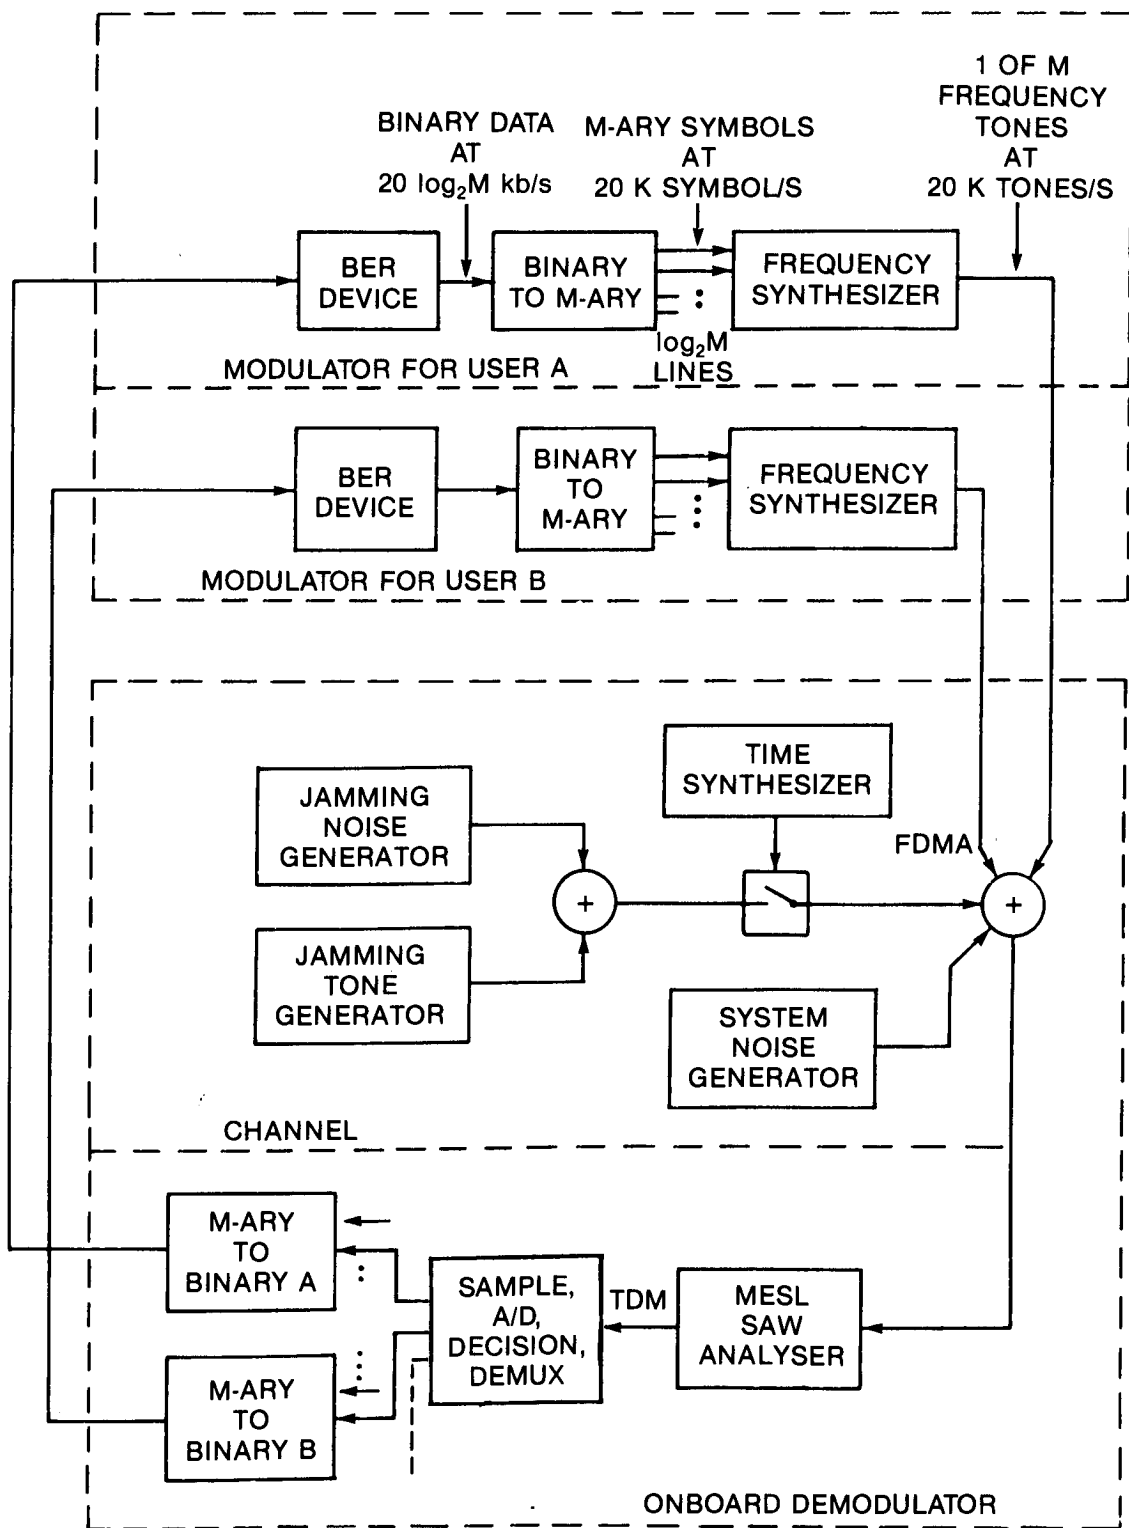 1 OF M
FREQUENCY
TONES
AT
20 K TONES/S
BINARY DATA
AT
20 log₂M kb/s
M-ARY SYMBOLS
AT
20 K SYMBOL/S
BER
DEVICE
BINARY
TO M-ARY
FREQUENCY
SYNTHESIZER
log₂M
LINES
MODULATOR FOR USER A
BER
DEVICE
BINARY
TO
M-ARY
FREQUENCY
SYNTHESIZER
MODULATOR FOR USER B
TIME
SYNTHESIZER
JAMMING
NOISE
GENERATOR
FDMA
+
+
JAMMING
TONE
GENERATOR
SYSTEM
NOISE
GENERATOR
CHANNEL
M-ARY
TO
BINARY A
SAMPLE,
A/D,
DECISION,
DEMUX
TDM
MESL
SAW
ANALYSER
M-ARY
TO
BINARY B
ONBOARD DEMODULATOR